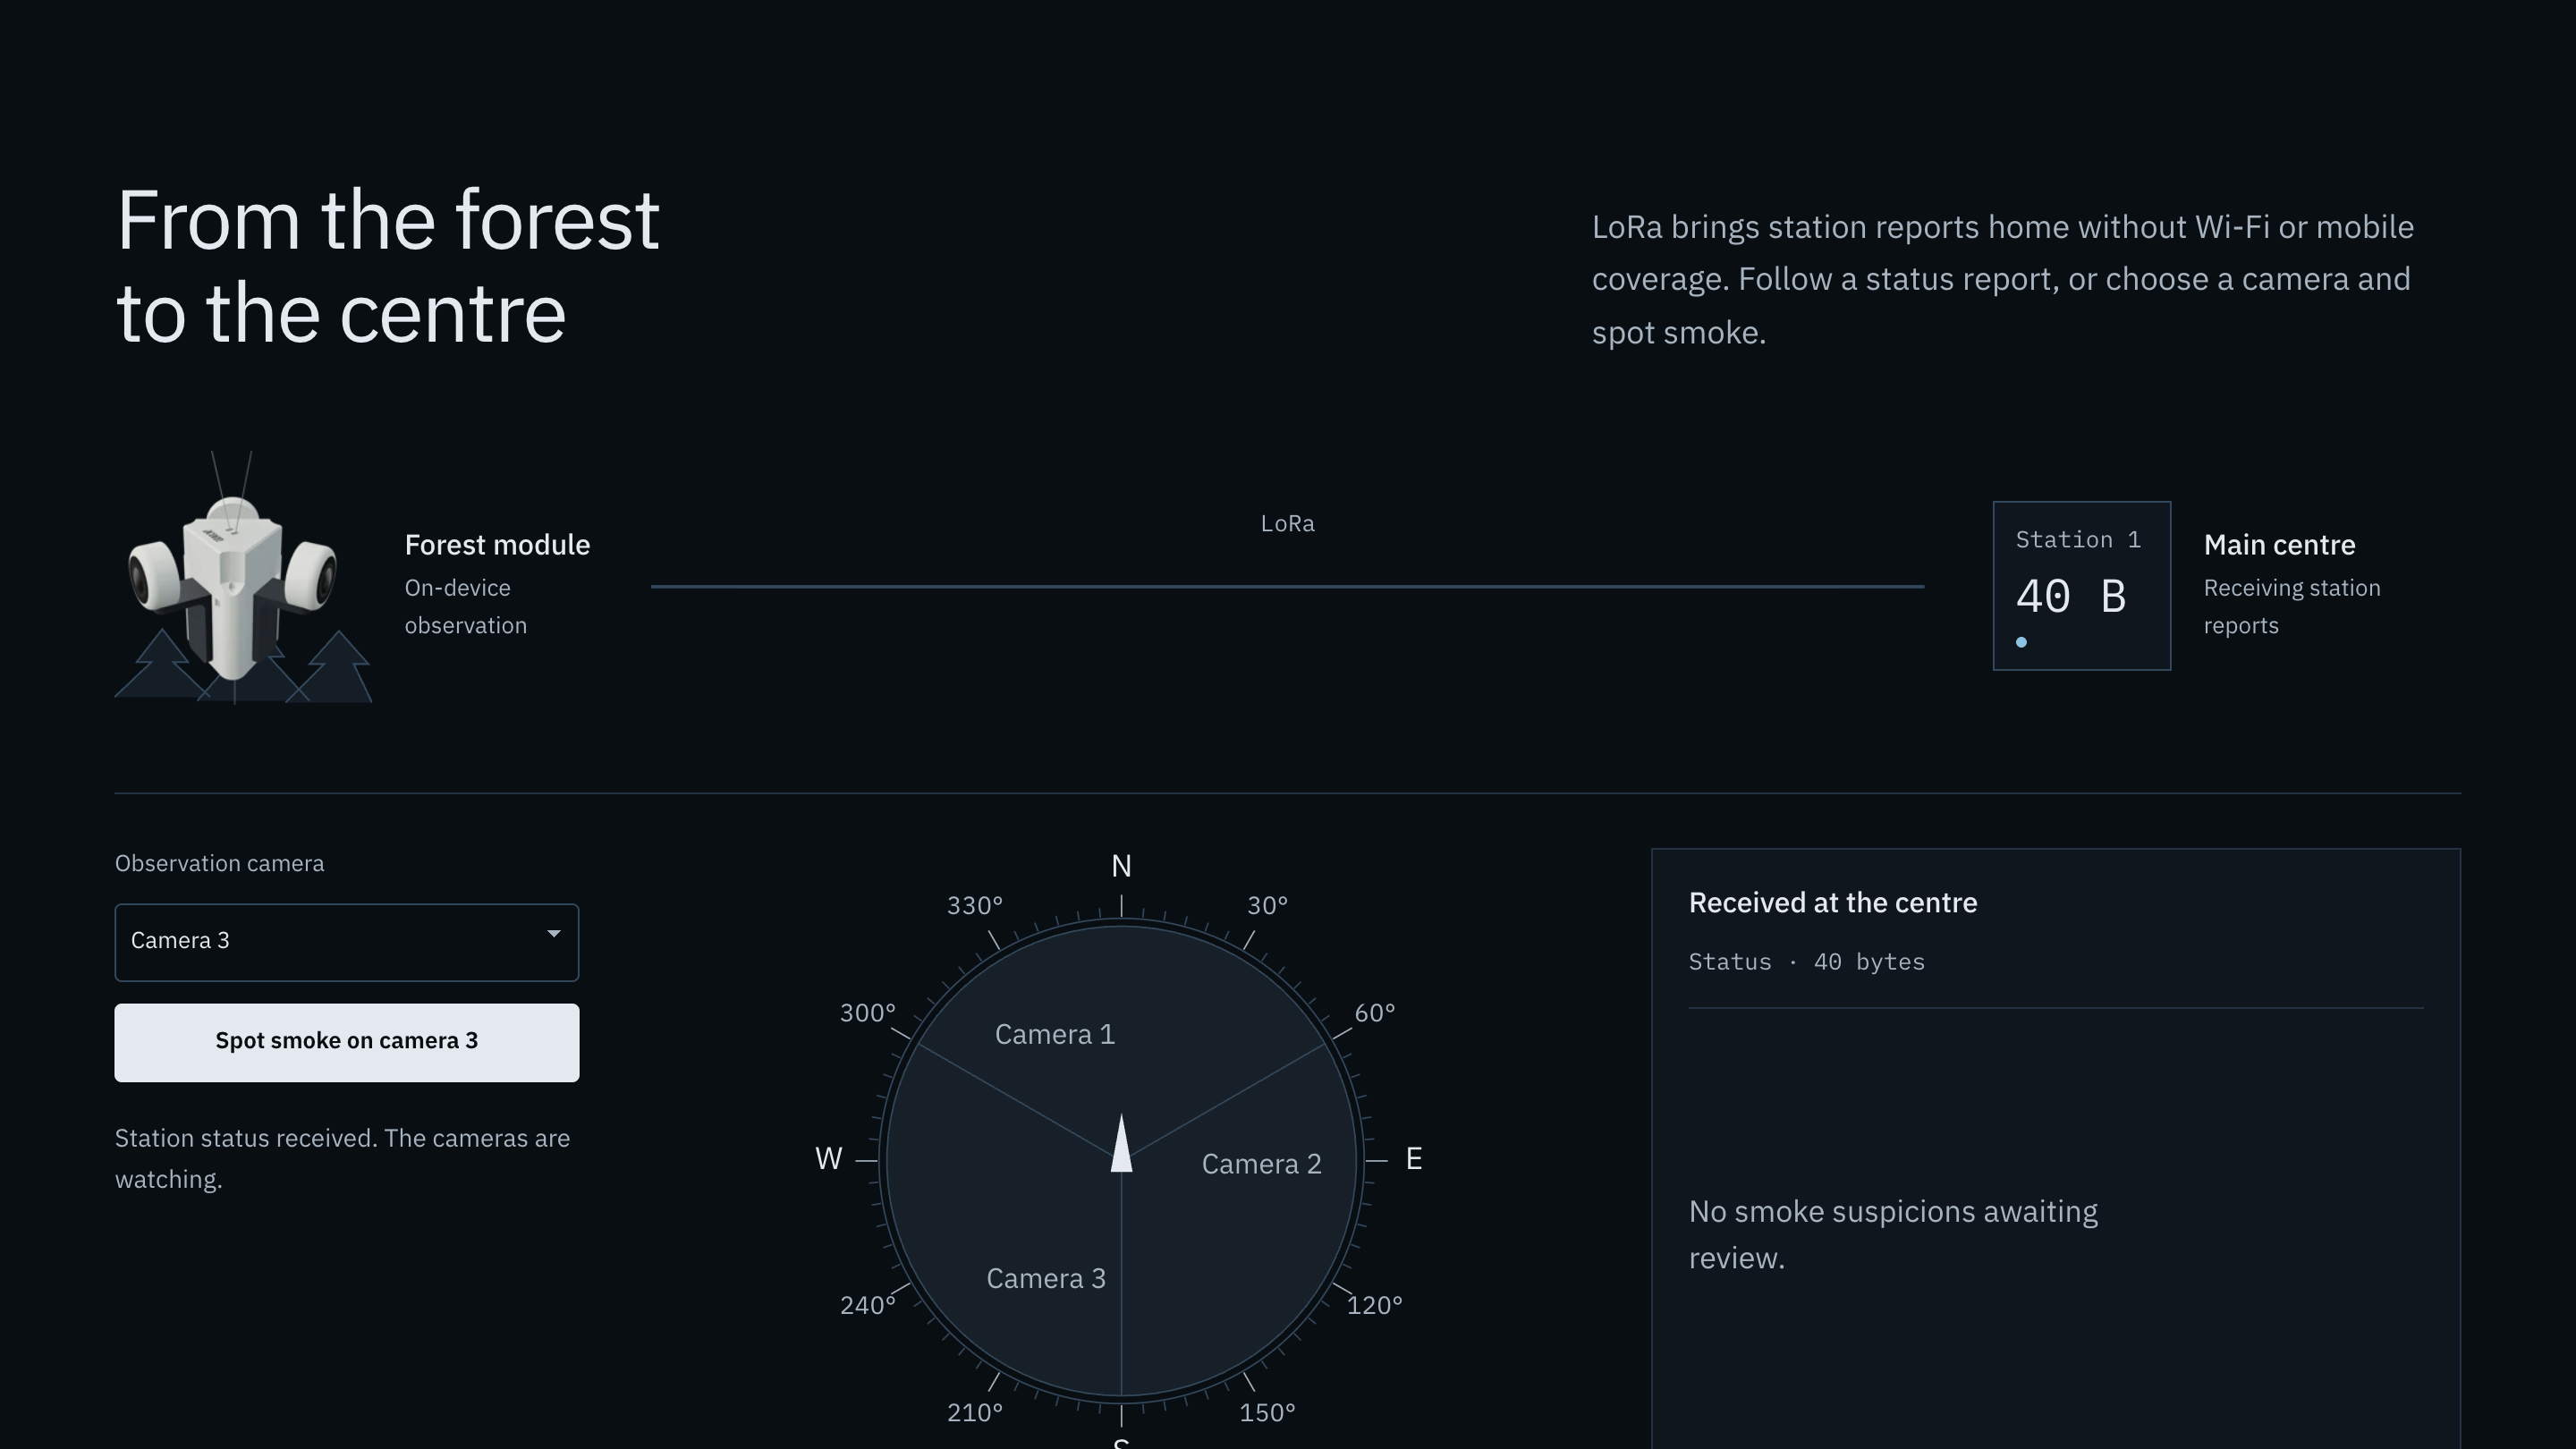 From the forest
to the centre
LoRa brings station reports home without Wi-Fi or mobile
coverage. Follow a status report, or choose a camera and
spot smoke.
Forest module
On-device
observation
LoRa
Station 1
40 B
Main centre
Receiving station
reports
Observation camera
Camera 3
Spot smoke on camera 3
Station status received. The cameras are
watching.
N
330°
30°
300°
60°
Camera 1
W
Camera 2
E
Camera 3
240°
120°
210°
150°
S
Received at the centre
Status · 40 bytes
No smoke suspicions awaiting
review.